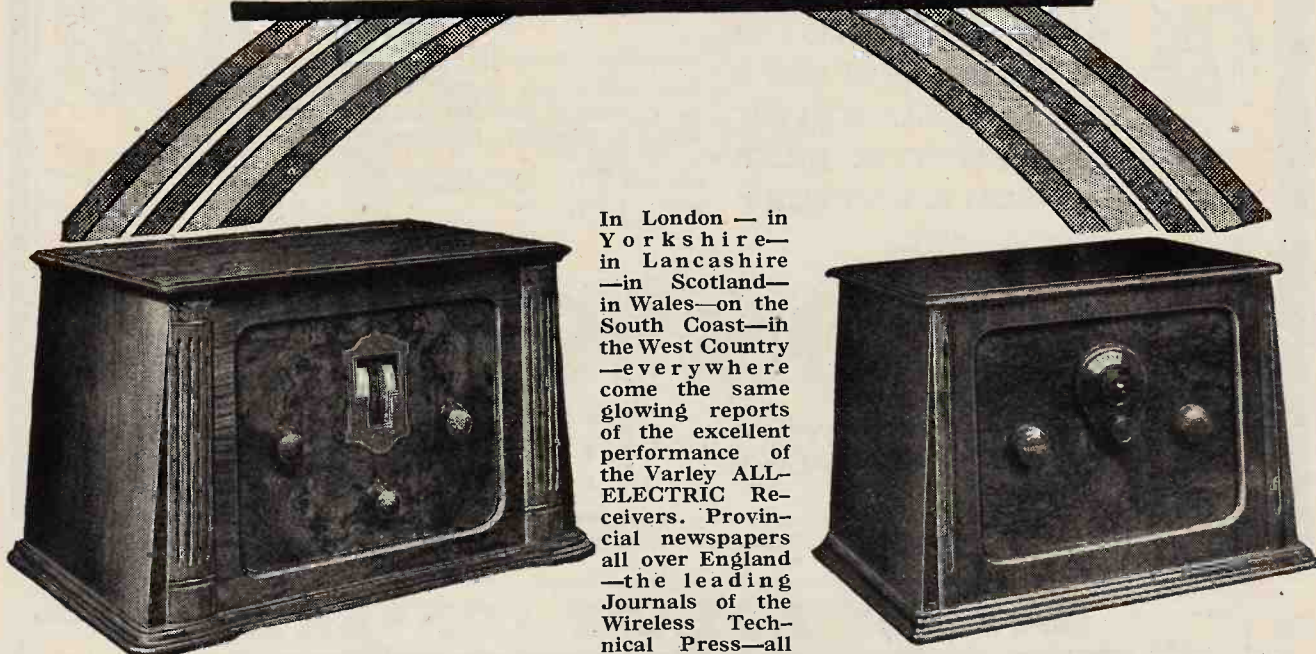 In London — in
Yorkshire—
in Lancashire
—in Scotland—
in Wales—on the
South Coast—in
the West Country
—everywhere
come the same
glowing reports
of the excellent
performance of
the Varley ALL-
ELECTRIC Re-
ceivers. Provin-
cial newspapers
all over England
—the leading
Journals of the
Wireless Tech-
nical Press—all